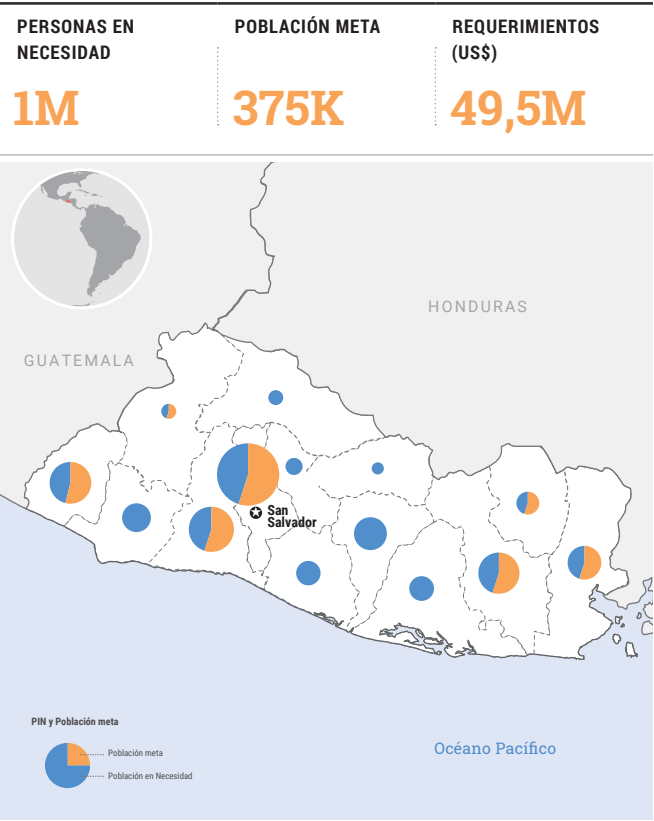 PERSONAS EN
NECESIDAD
1M
POBLACIÓN META
375K
REQUERIMIENTOS
(US$)
49,5M
HONDURAS
GUATEMALA
San
Salvador
PIN y Población meta
Población meta
Población en Necesidad
Océano Pacífico